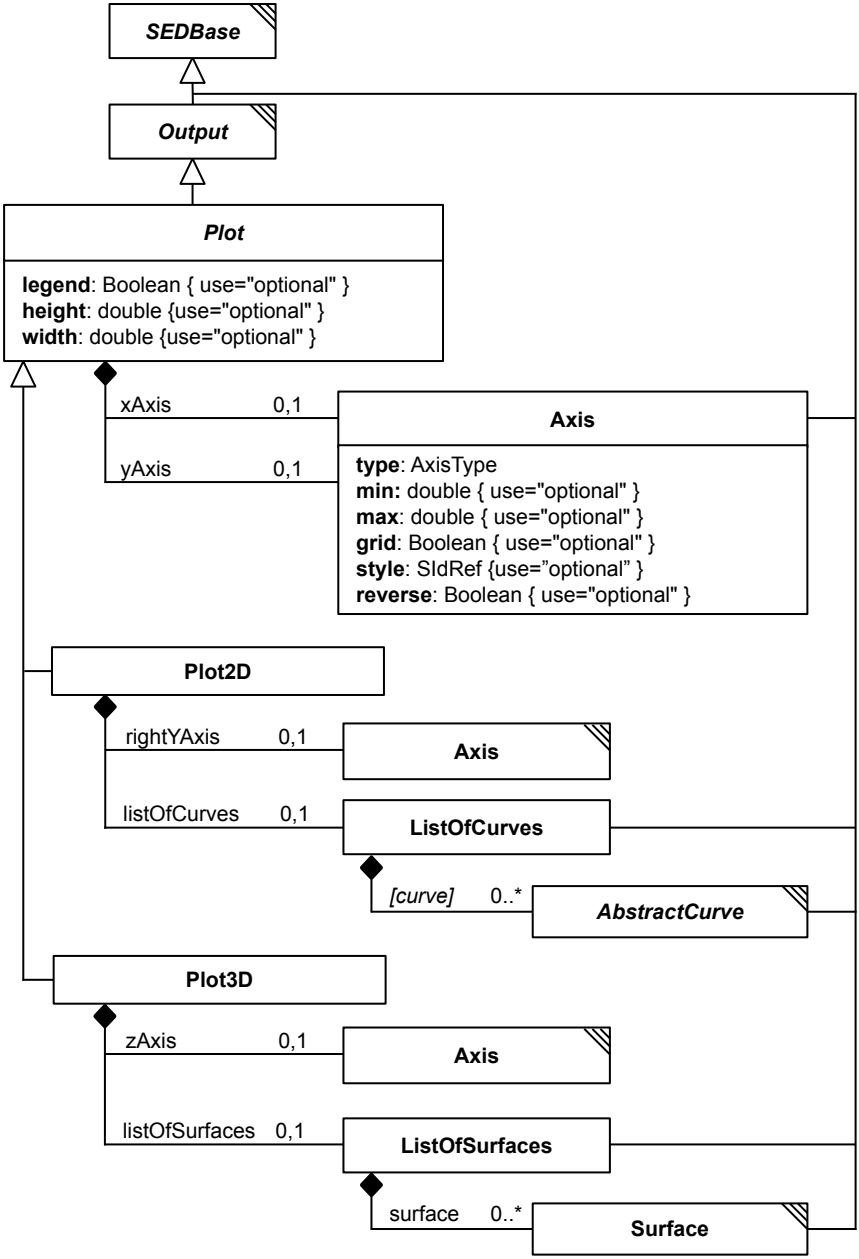 SEDBase
Output
Plot
legend: Boolean { use="optional" }
height: double {use="optional" }
width: double {use="optional" }
xAxis 0,1
Axis
yAxis 0,1
type: AxisType
min: double { use="optional" }
max: double { use="optional" }
grid: Boolean { use="optional" }
style: SIdRef {use=”optional” }
reverse: Boolean { use="optional" }
Plot2D
rightYAxis 0,1
Axis
listOfCurves 0,1
ListOfCurves
[curve] 0..*
AbstractCurve
Plot3D
zAxis 0,1
Axis
listOfSurfaces 0,1
ListOfSurfaces
surface 0..*
Surface